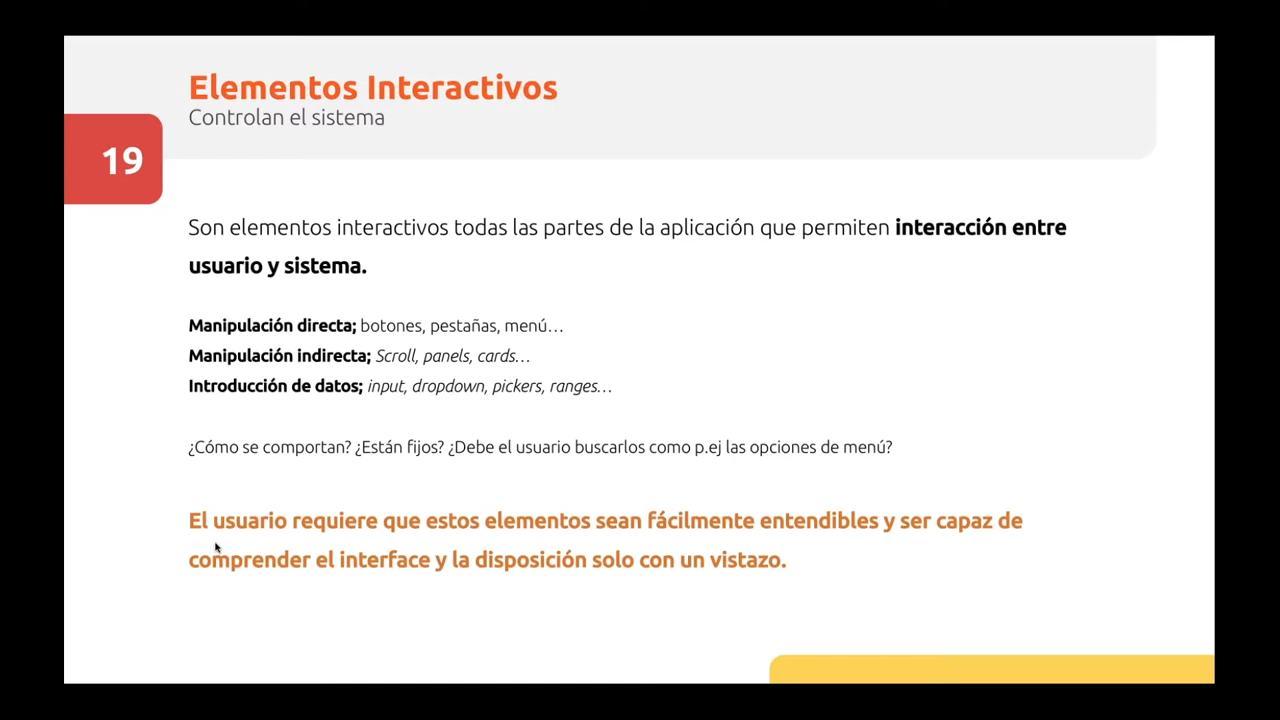 Elementos Interactivos
Controlan el sistema
19
Son elementos interactivos todas las partes de la aplicación que permiten interacción entre
usuario y sistema.
Manipulación directa; botones, pestañas, menú…
Manipulación indirecta; Scroll, panels, cards…
Introducción de datos; input, dropdown, pickers, ranges…
¿Cómo se comportan? ¿Están fijos? ¿Debe el usuario buscarlos como p.ej las opciones de menú?
El usuario requiere que estos elementos sean fácilmente entendibles y ser capaz de
comprender el interface y la disposición solo con un vistazo.